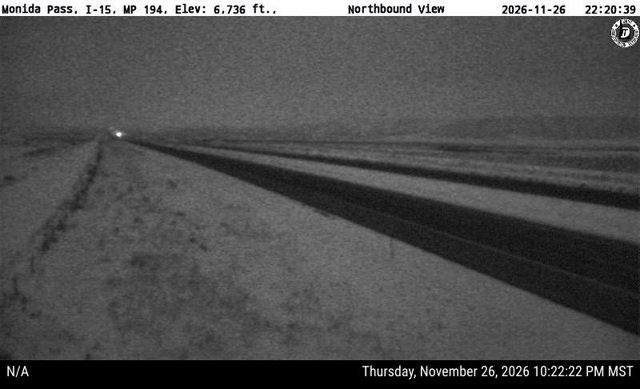 Monida Pass, I-15, MP 194, Elev: 6,736 ft., Northbound View 2026-11-26 22:20:39
N/A Thursday, November 26, 2026 10:22:22 PM MST